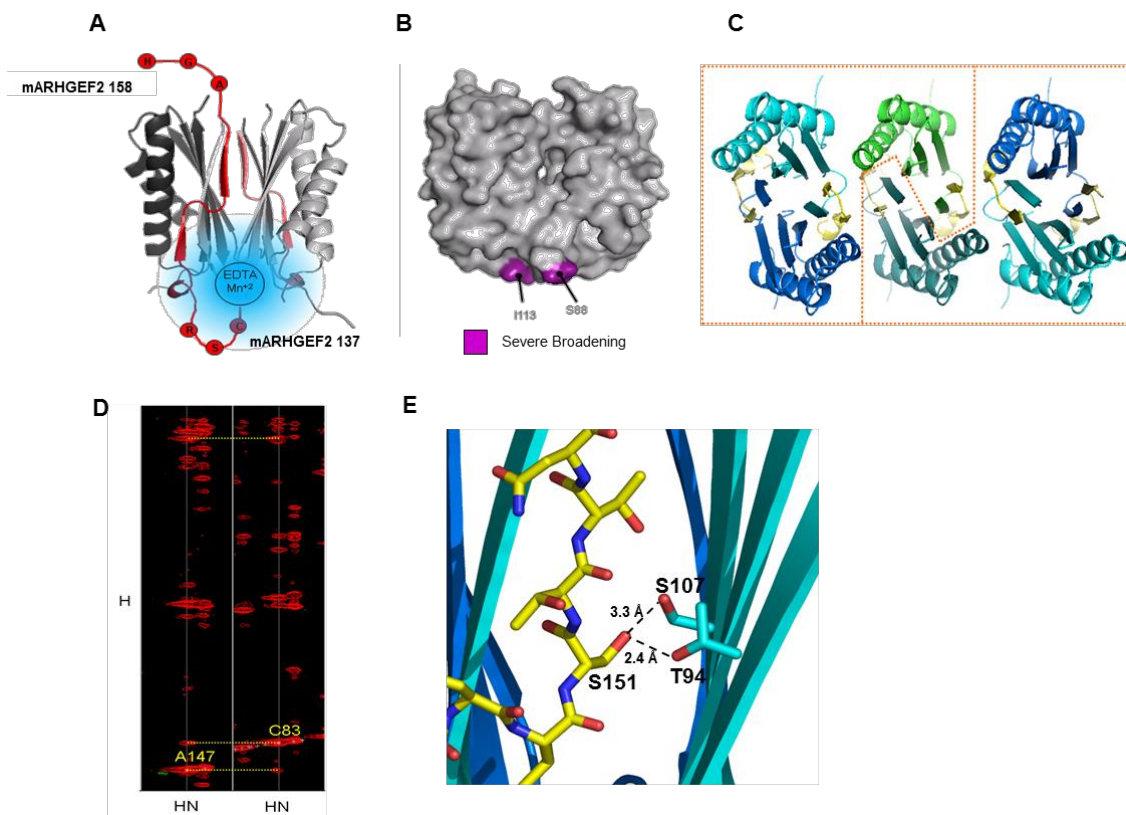 A
H
G
A
mARHGEF2 158
EDTA
Mn+2
R
S
C
mARHGEF2 137
B
I113
S88
Severe Broadening
C
D
H
C83
A147
HN
HN
E
S107
3.3 Å
2.4 Å
S151
T94